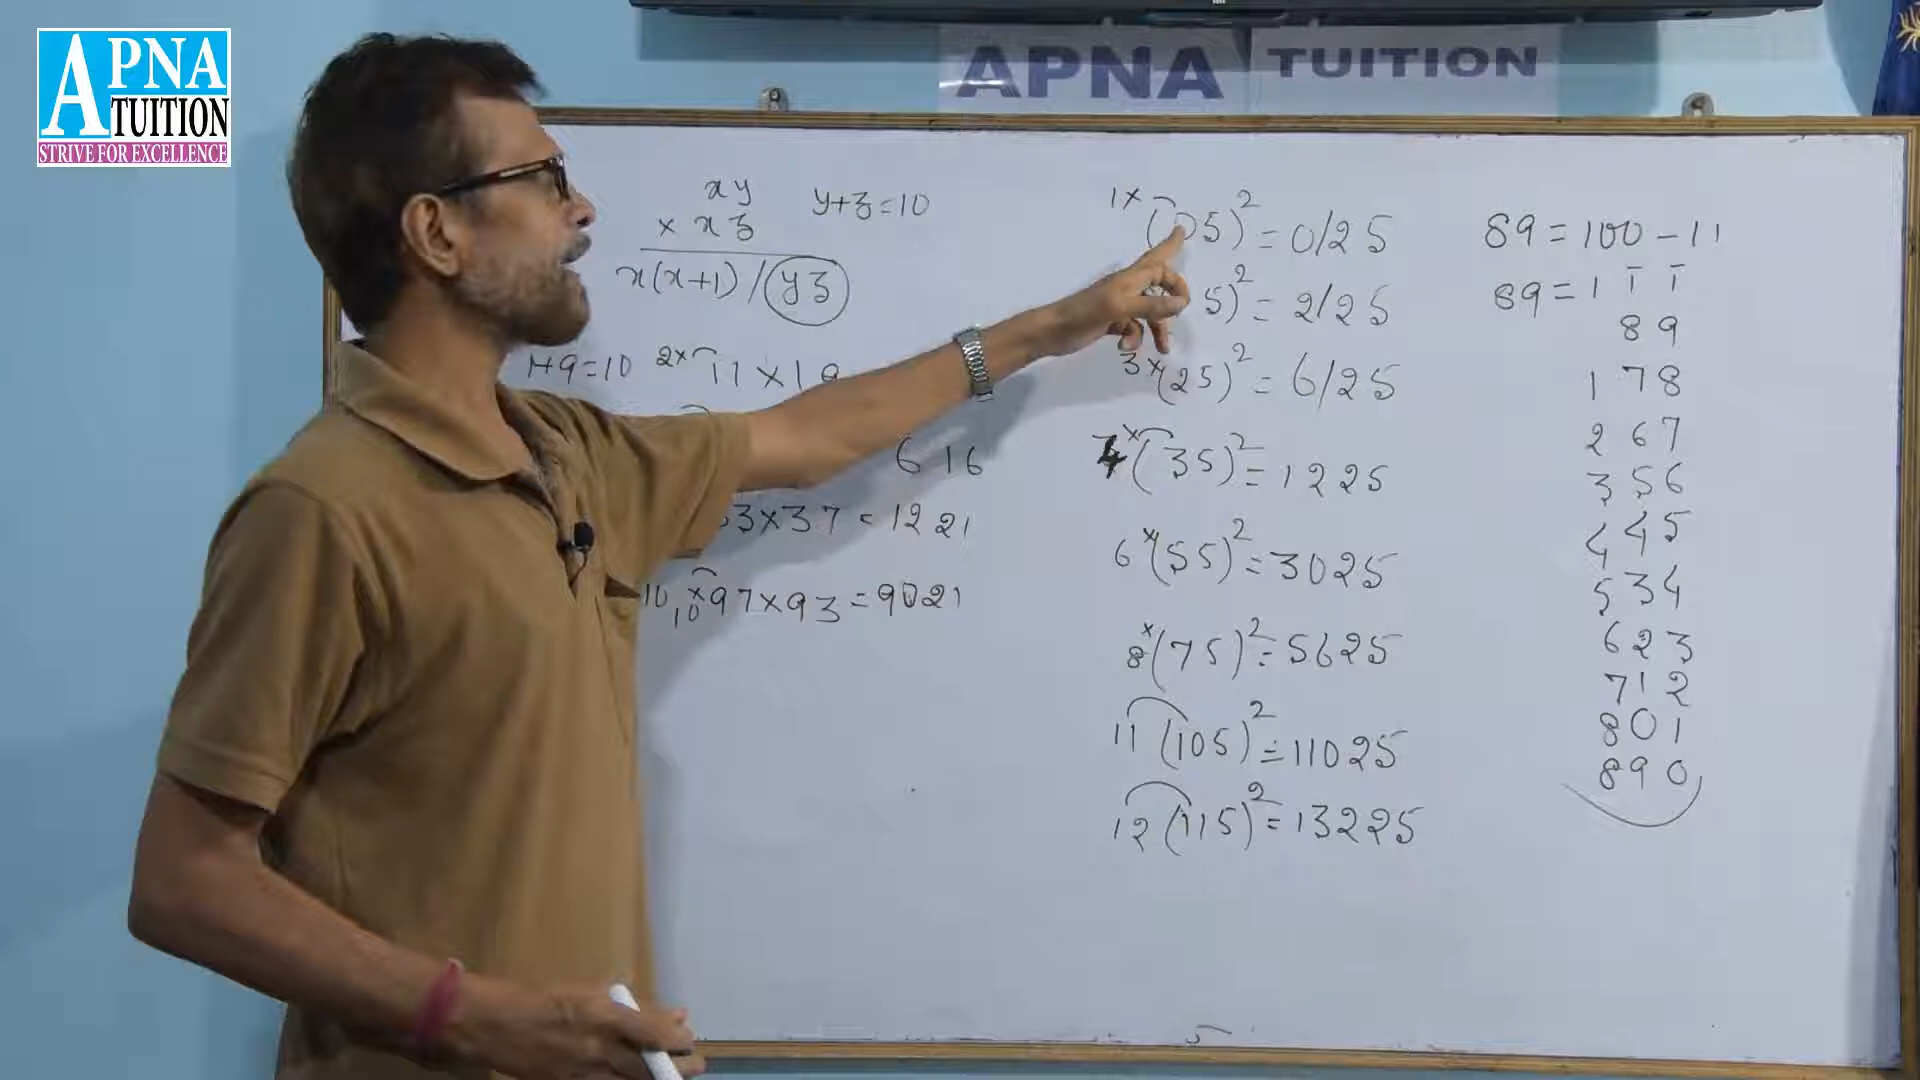 APNA
TUITION
STRIVE FOR EXCELLENCE
APNA TUITION
xy
× xz
x(x+1) / yz
y+z=10
1+9=10
2× 11×19
616
3×37 = 1221
10 × 97×93 = 9021
10
1× (05)² = 0/25
5)² = 2/25
3×(25)² = 6/25
4×(35)² = 1225
6×(55)² = 3025
8×(75)² = 5625
11 (105)² = 11025
12 (115)² = 13225
89 = 100 - 11
89 = 1 1̅ 1̅
89
178
267
356
445
534
623
712
801
890